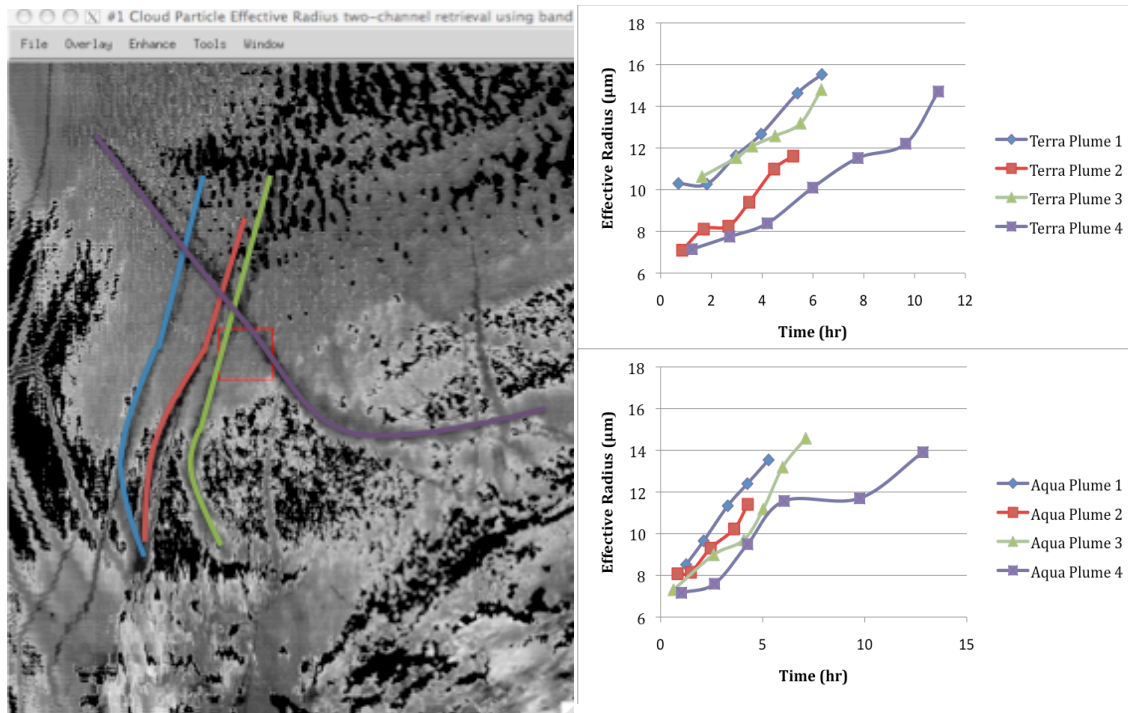 #1 Cloud Particle Effective Radius two-channel retrieval using band
File Overlay Enhance Tools Window
18
16
14
12
10
8
6
Effective Radius (µm)
0 2 4 6 8 10 12
Time (hr)
Terra Plume 1
Terra Plume 2
Terra Plume 3
Terra Plume 4
18
16
14
12
10
8
6
Effective Radius (µm)
0 5 10 15
Time (hr)
Aqua Plume 1
Aqua Plume 2
Aqua Plume 3
Aqua Plume 4